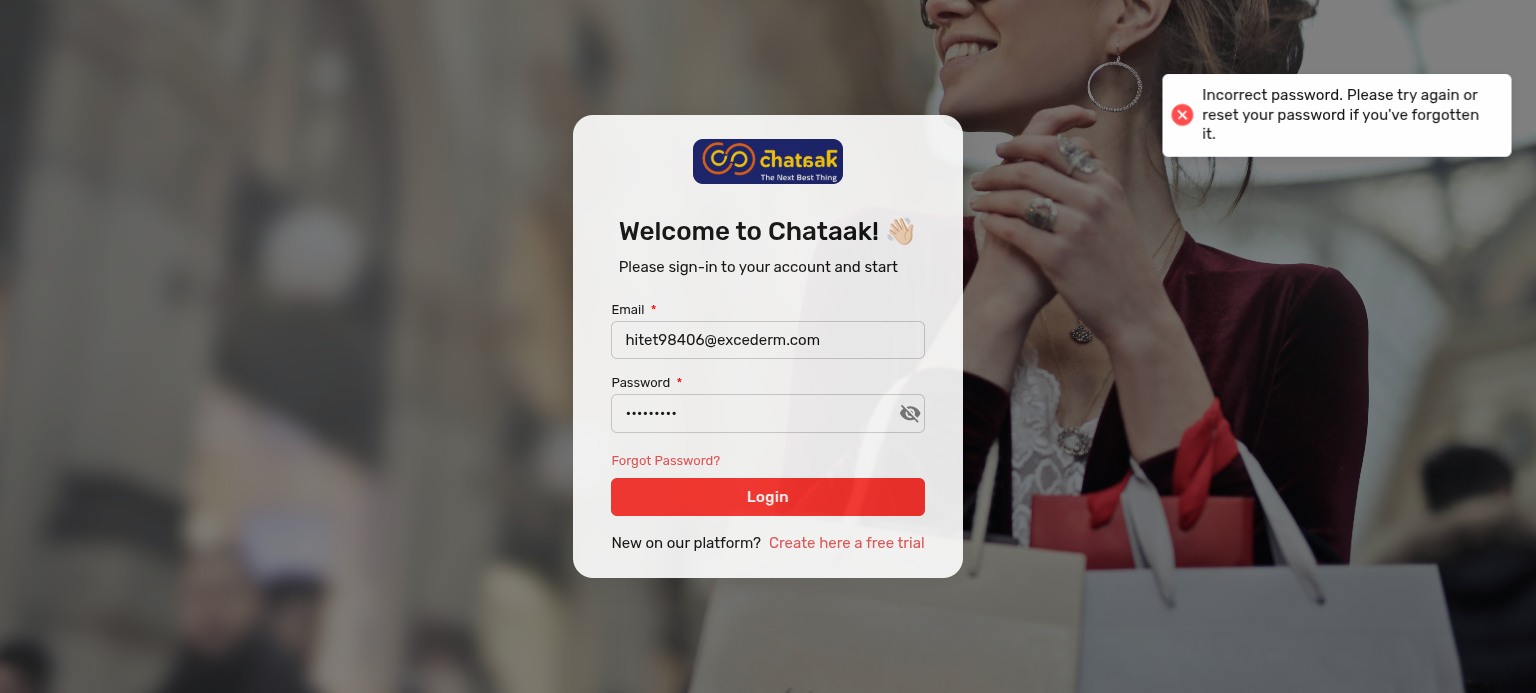 chataak
The Next Best Thing
Incorrect password. Please try again or
reset your password if you've forgotten
it.
Welcome to Chataak! 👋🏼
Please sign-in to your account and start
Email *
hitet98406@excederm.com
Password *
•••••••••
Forgot Password?
Login
New on our platform? Create here a free trial